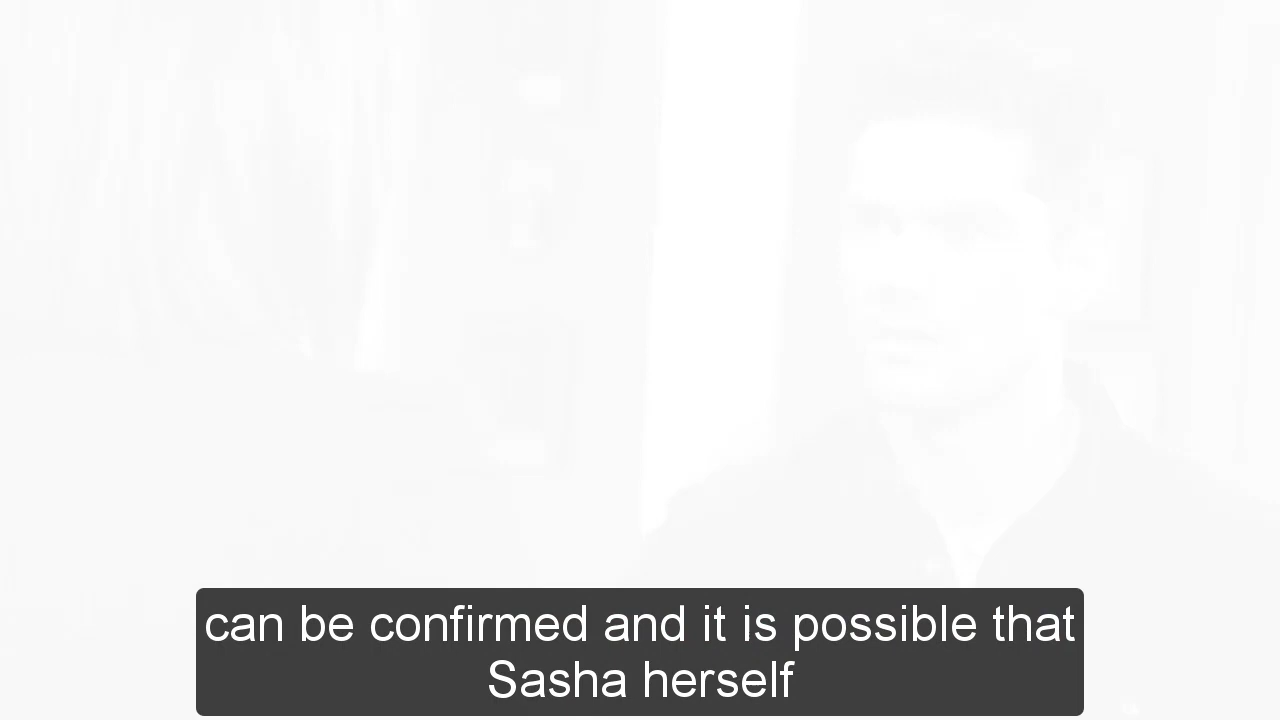 can be confirmed and it is possible that
Sasha herself